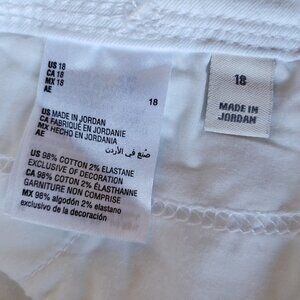 US 18
CA 18
MX 18
AE
18
US MADE IN JORDAN
CA FABRIQUÉ EN JORDANIE
MX HECHO EN JORDANIA
AE
صنع في الأردن
US 98% COTTON 2% ELASTANE
EXCLUSIVE OF DECORATION
CA 98% COTON 2% ÉLASTHANNE
GARNITURE NON COMPRISE
MX 98% algodón 2% elastano
exclusivo de la decoración
18
MADE IN
JORDAN